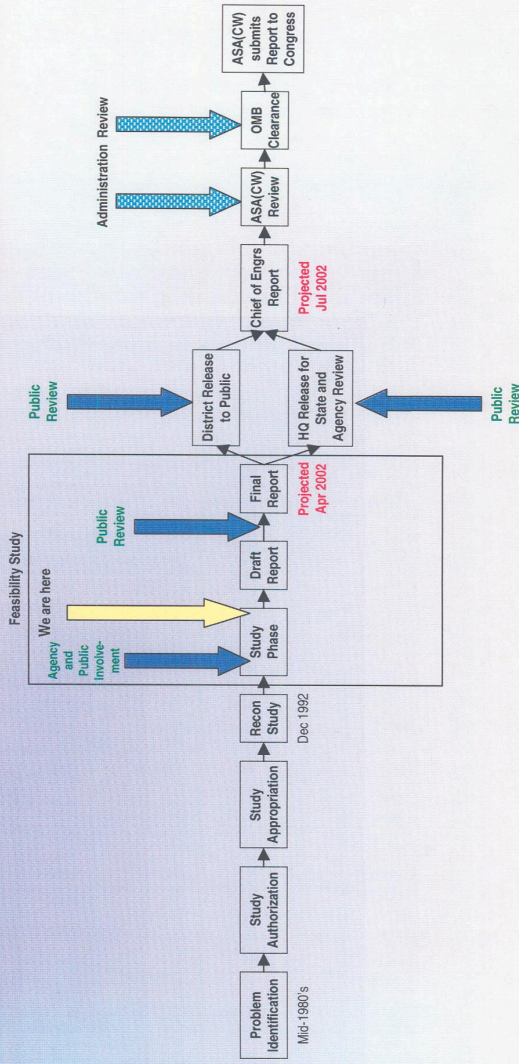 Feasibility Study
We are here
Agency
and
Public
Involve-
ment
Public
Review
Public
Review
Administration Review
Problem
Identification
Mid-1980's
Study
Authorization
Study
Appropriation
Recon
Study
Dec 1992
Study
Phase
Draft
Report
Final
Report
Projected
Apr 2002
District Release
to Public
HQ Release for
State and
Agency Review
Public
Review
Chief of Engrs
Report
Projected
Jul 2002
ASA(CW)
Review
OMB
Clearance
ASA(CW)
submits
Report to
Congress